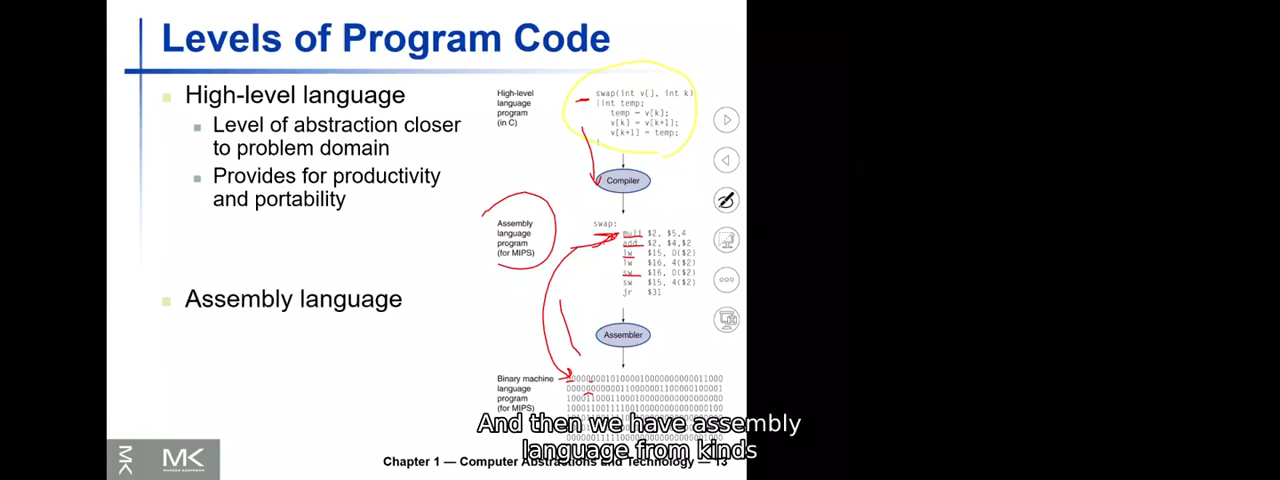 Levels of Program Code
High-level language
Level of abstraction closer
to problem domain
Provides for productivity
and portability
Assembly language
High-level
language
program
(in C)
swap(int v[], int k)
{int temp;
temp = v[k];
v[k] = v[k+1];
v[k+1] = temp;
Compiler
Assembly
language
program
(for MIPS)
swap:
muli $2, $5,4
add $2, $4,$2
lw $15, 0($2)
lw $16, 4($2)
sw $16, 0($2)
sw $15, 4($2)
jr $31
Assembler
Binary machine
language
program
(for MIPS)
And then we have assembly
language from kinds
MK
MK
Chapter 1 — Computer Abstractions and Technology — 13